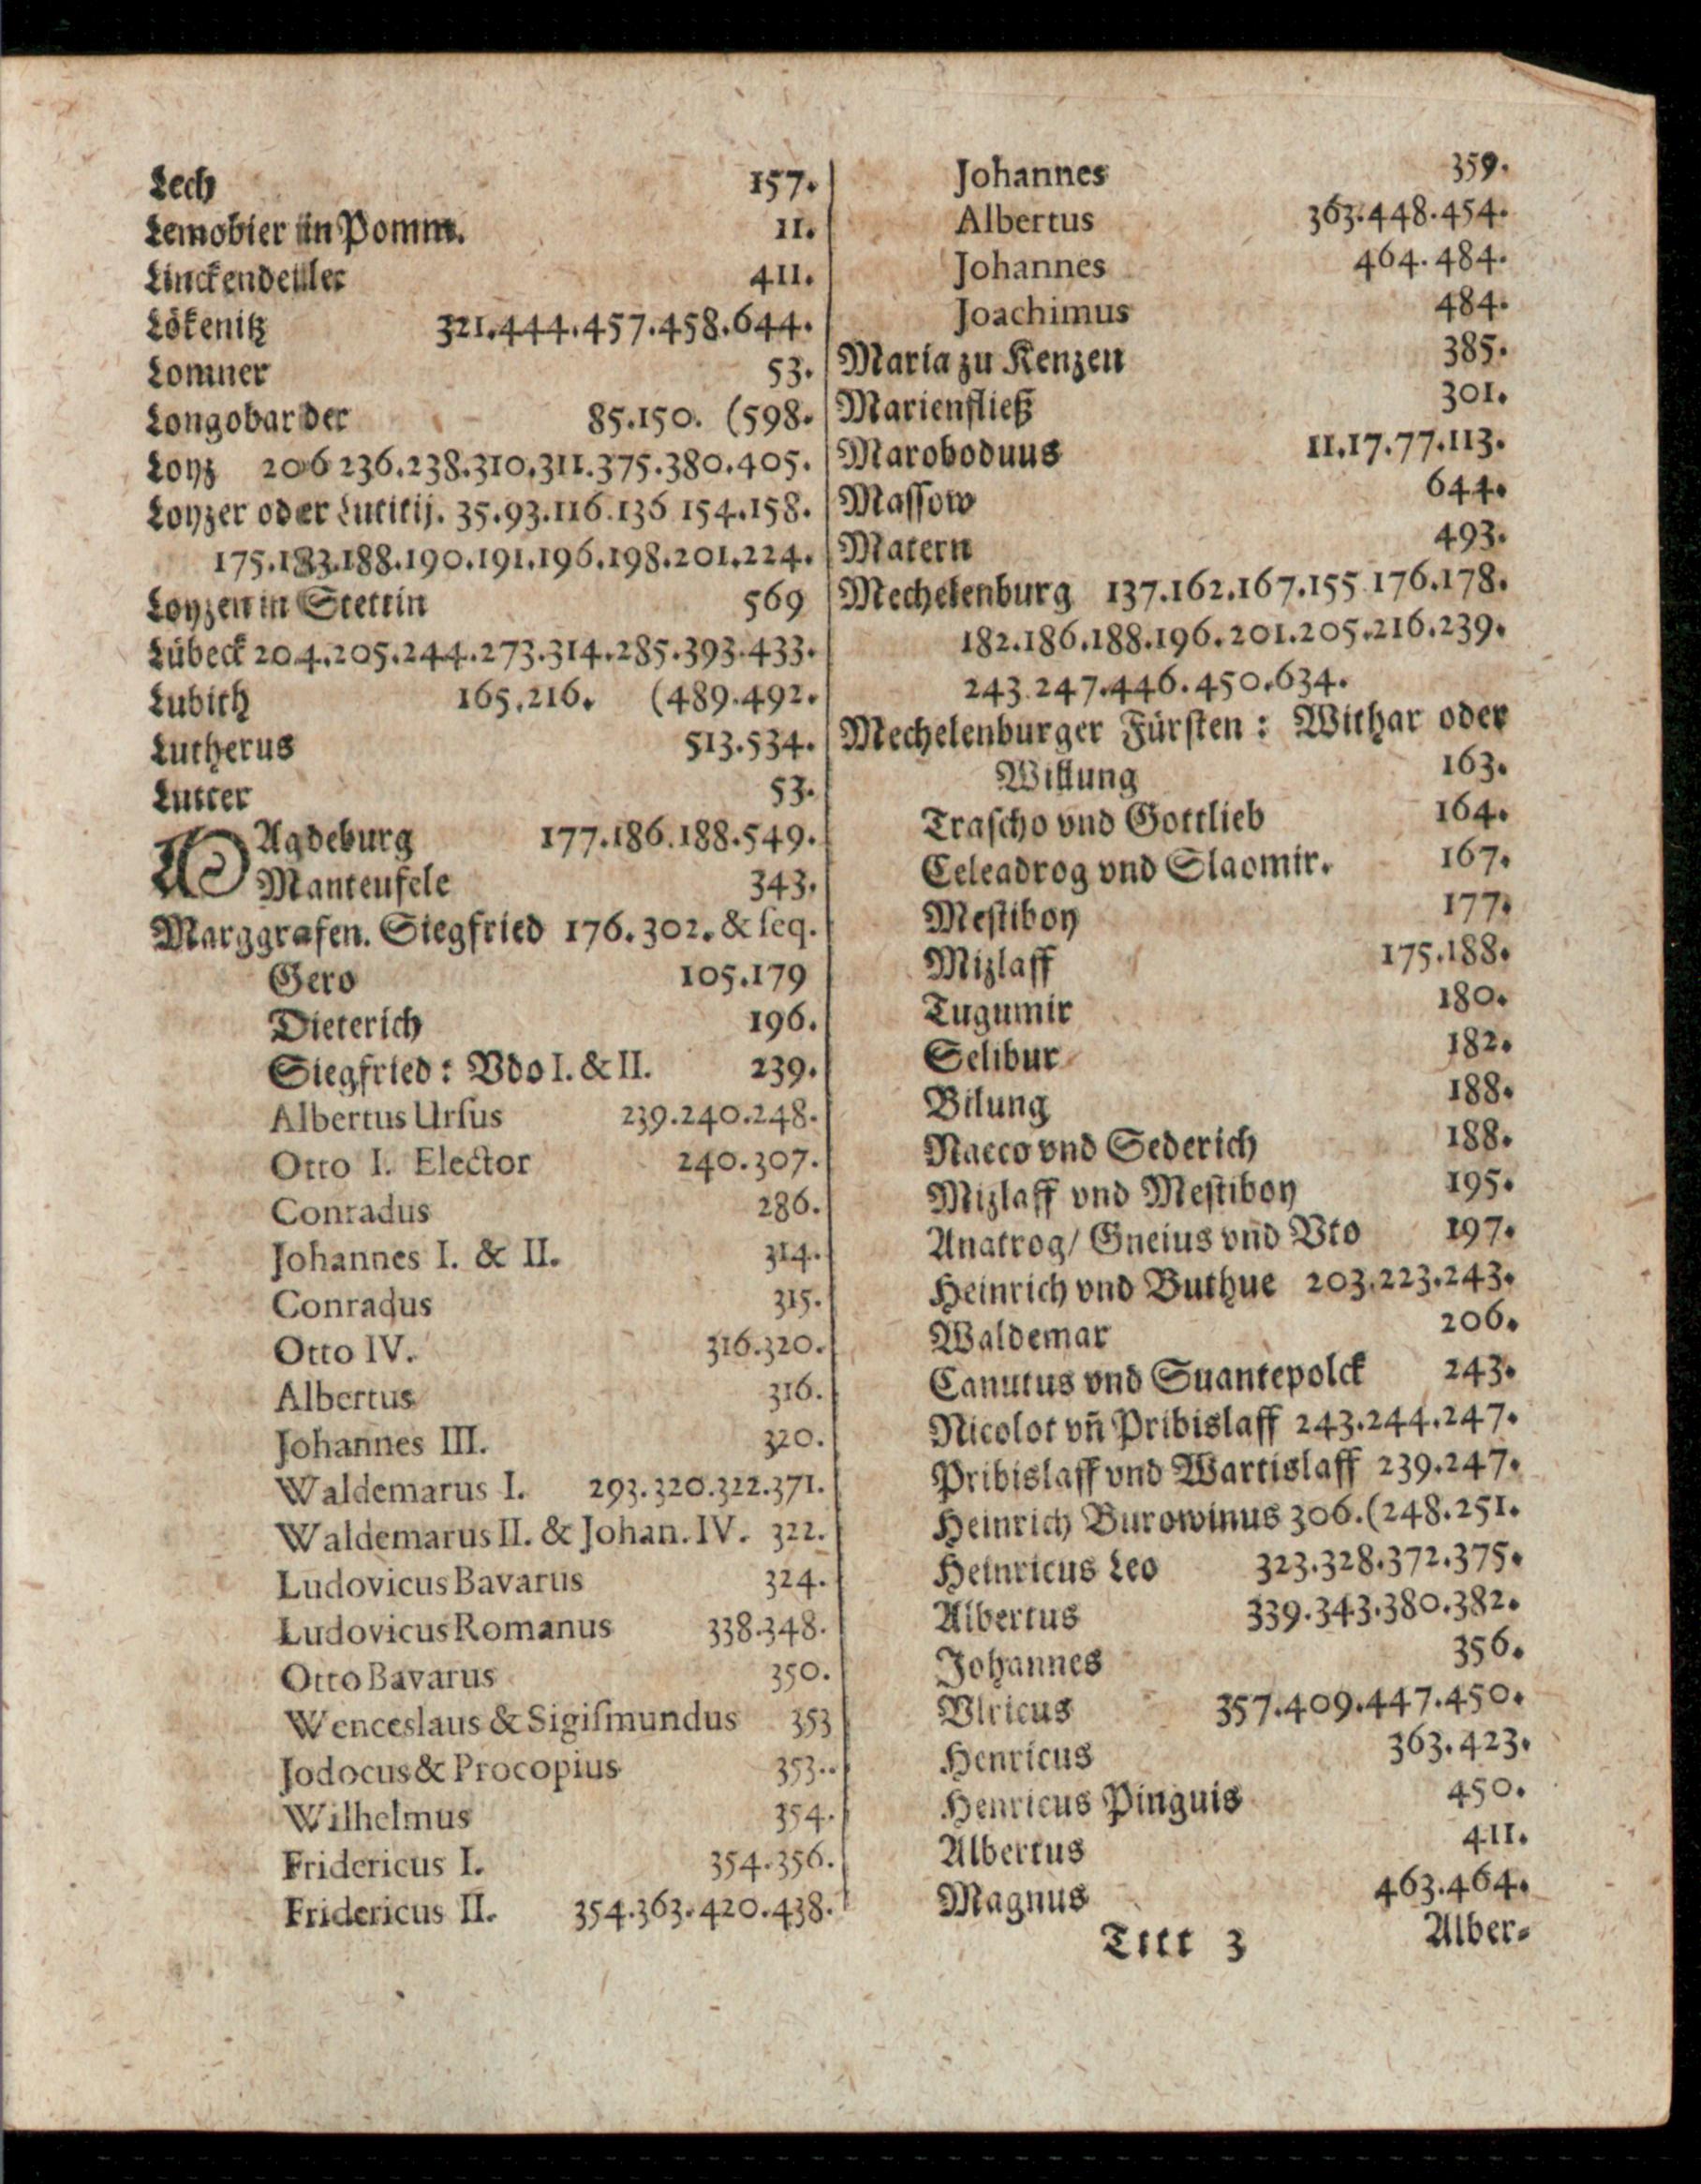 Lech 157.
Lemobier in Pomm. 11.
Linckendeiller 411.
Lökenitz 321.444.457.458.644.
Lomner 53.
Longobarder 85.150. (598.
Loyz 206 236.238.310.311.375.380.405.
Loyzer oder Lutitij. 35.93.116.136 154.158.
175.183.188.190.191.196.198.201.224.
Loyzen in Stettin 569
Lübeck 204.205.244.273.314.285.393.433.
Lubith 165.216. (489.492.
Lutherus 513.534.
Lutter 53.
MAgdeburg 177.186.188.549.
Manteufele 343.
Marggrafen. Siegfried 176.302. & seq.
Gero 105.179
Dieterich 196.
Siegfried: Vdo I. & II. 239.
Albertus Ursus 239.240.248.
Otto I. Elector 240.307.
Conradus 286.
Johannes I. & II. 314.
Conradus 315.
Otto IV. 316.320.
Albertus 316.
Johannes III. 320.
Waldemarus I. 293.320.322.371.
Waldemarus II. & Johan. IV. 322.
Ludovicus Bavarus 324.
Ludovicus Romanus 338.348.
Otto Bavarus 350.
Wenceslaus & Sigismundus 353
Jodocus & Procopius 353.
Wilhelmus 354.
Fridericus I. 354.356.
Fridericus II. 354.363.420.438.
Johannes 359.
Albertus 363.448.454.
Johannes 464.484.
Joachimus 484.
Maria zu Kenzen 385.
Marienfließ 301.
Maroboduus 11.17.77.113.
Massow 644.
Matern 493.
Mechelenburg 137.162.167.155 176.178.
182.186.188.196.201.205.216.239.
243.247.446.450.634.
Mechelenburger Fürsten: Withar oder
Willung 163.
Trascho vnd Gottlieb 164.
Celeadrog vnd Slaomir. 167.
Mestiboy 177.
Mizlaff 175.188.
Tugumir 180.
Selibur 182.
Bilung 188.
Naeco vnd Sederich 188.
Mizlaff vnd Mestiboy 195.
Anatrog/ Gneius vnd Vto 197.
Heinrich vnd Buthue 203.223.243.
Waldemar 206.
Canutus vnd Suantepolck 243.
Nicolot vñ Pribislaff 243.244.247.
Pribislaff vnd Wartislaff 239.247.
Heinrich Burowinus 306.(248.251.
Heinricus Leo 323.328.372.375.
Albertus 339.343.380.382.
Johannes 356.
Vlricus 357.409.447.450.
Henricus 363.423.
Henricus Pinguis 450.
Albertus 411.
Magnus 463.464.
Tttt 3 Alber-